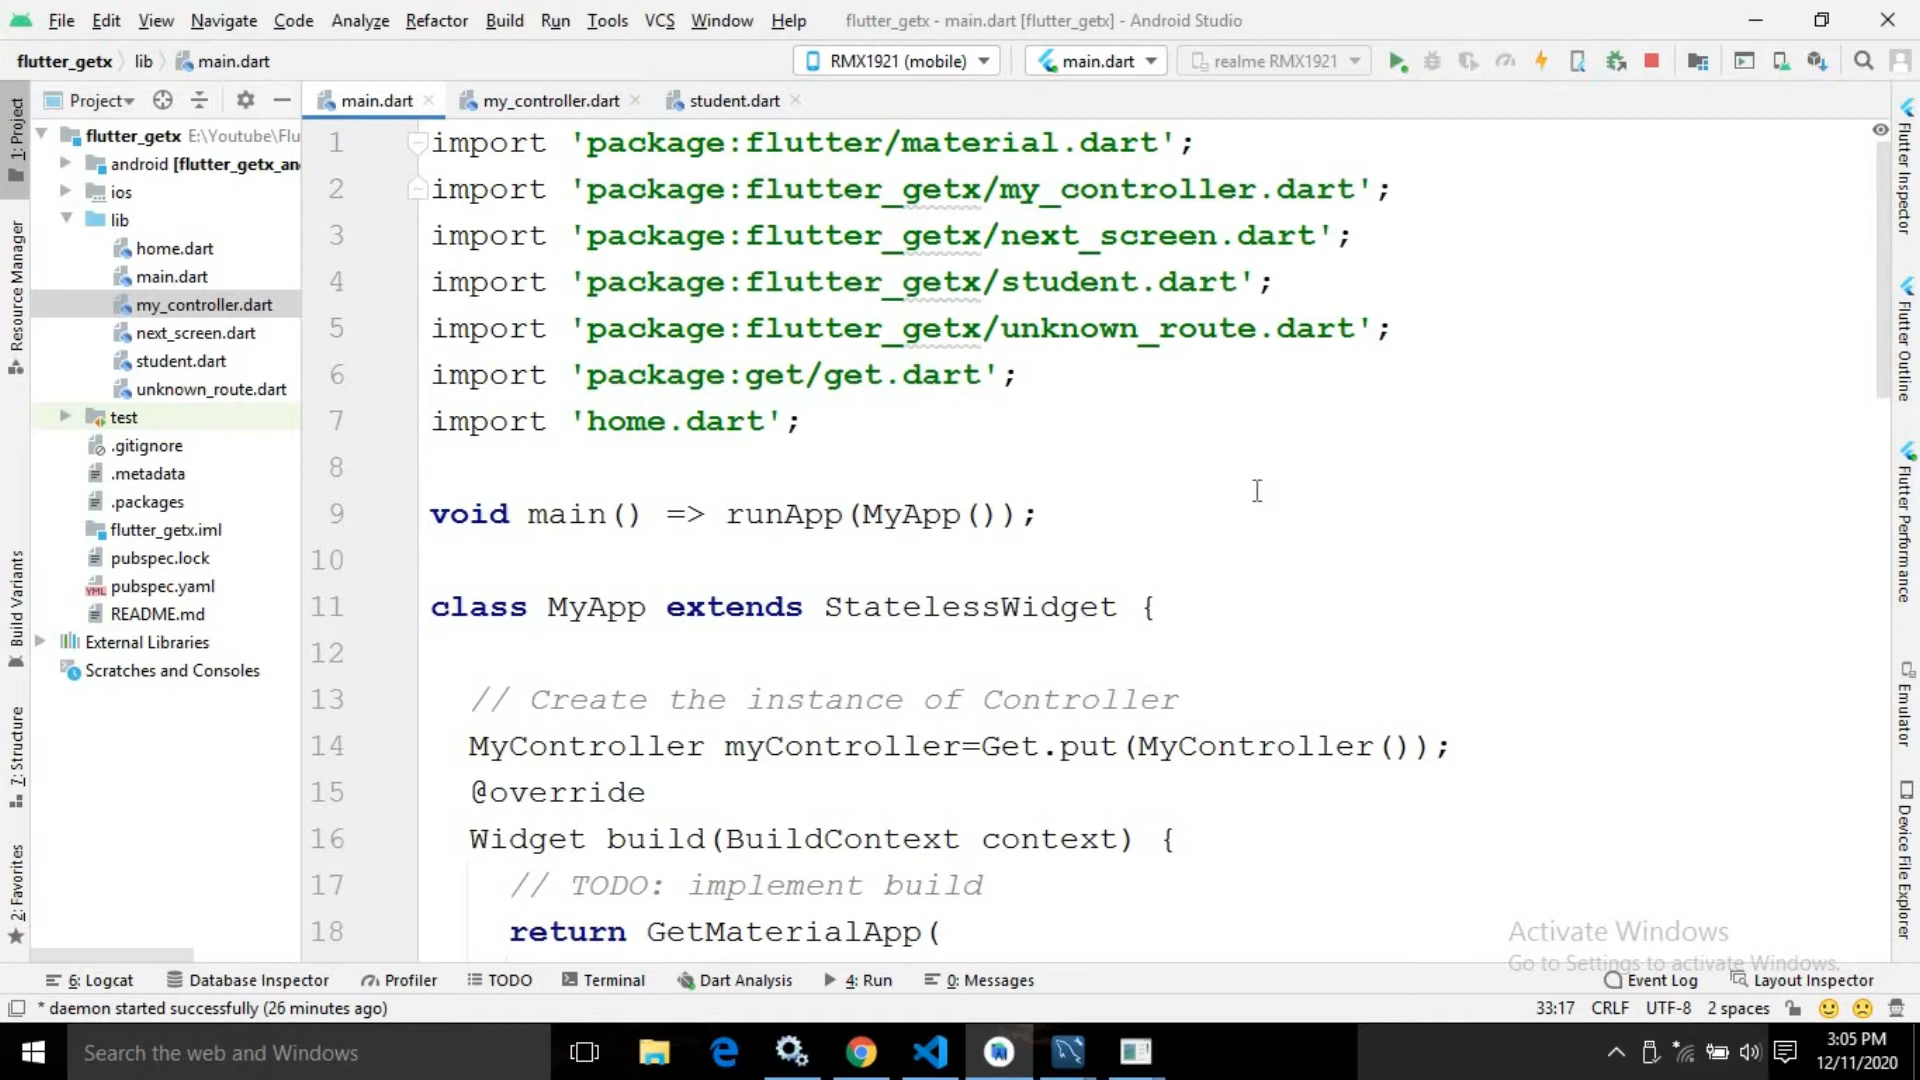 File Edit View Navigate Code Analyze Refactor Build Run Tools VCS Window Help flutter_getx - main.dart [flutter_getx] - Android Studio
flutter_getx lib main.dart RMX1921 (mobile) main.dart realme RMX1921
Project main.dart my_controller.dart student.dart
1: Project
Resource Manager
Build Variants
7: Structure
2: Favorites
flutter_getx E:\Youtube\Flu
android [flutter_getx_an
ios
lib
home.dart
main.dart
my_controller.dart
next_screen.dart
student.dart
unknown_route.dart
test
.gitignore
.metadata
.packages
flutter_getx.iml
pubspec.lock
pubspec.yaml
README.md
External Libraries
Scratches and Consoles
1 import 'package:flutter/material.dart';
2 import 'package:flutter_getx/my_controller.dart';
3 import 'package:flutter_getx/next_screen.dart';
4 import 'package:flutter_getx/student.dart';
5 import 'package:flutter_getx/unknown_route.dart';
6 import 'package:get/get.dart';
7 import 'home.dart';
8
9 void main() => runApp(MyApp());
10
11 class MyApp extends StatelessWidget {
12
13 // Create the instance of Controller
14 MyController myController=Get.put(MyController());
15 @override
16 Widget build(BuildContext context) {
17 // TODO: implement build
18 return GetMaterialApp(
Flutter Inspector
Flutter Outline
Flutter Performance
Emulator
Device File Explorer
Activate Windows
Go to Settings to activate Windows.
6: Logcat Database Inspector Profiler TODO Terminal Dart Analysis 4: Run 0: Messages Event Log Layout Inspector
* daemon started successfully (26 minutes ago) 33:17 CRLF UTF-8 2 spaces
Search the web and Windows
3:05 PM
12/11/2020